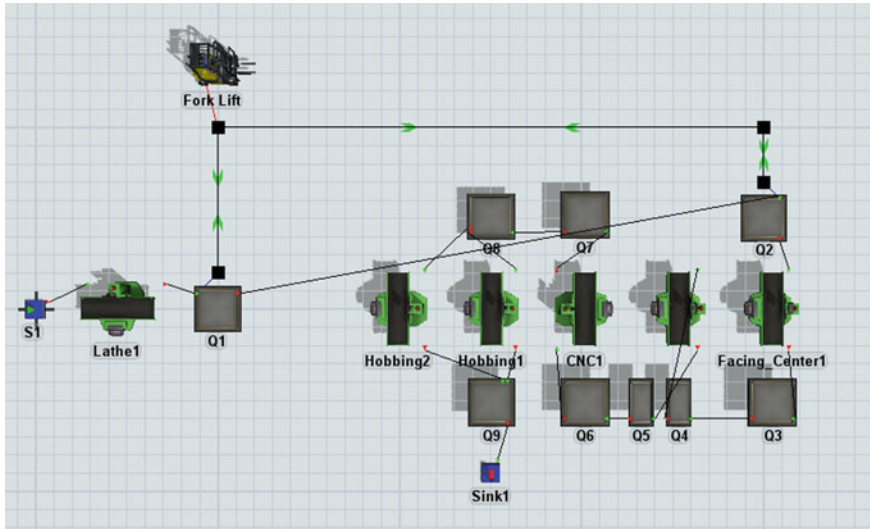 Fork Lift
Q8
Q7
Q2
S1
Lathe1
Q1
Hobbing2
Hobbing1
CNC1
Facing_Center1
Q9
Q6
Q5
Q4
Q3
Sink1